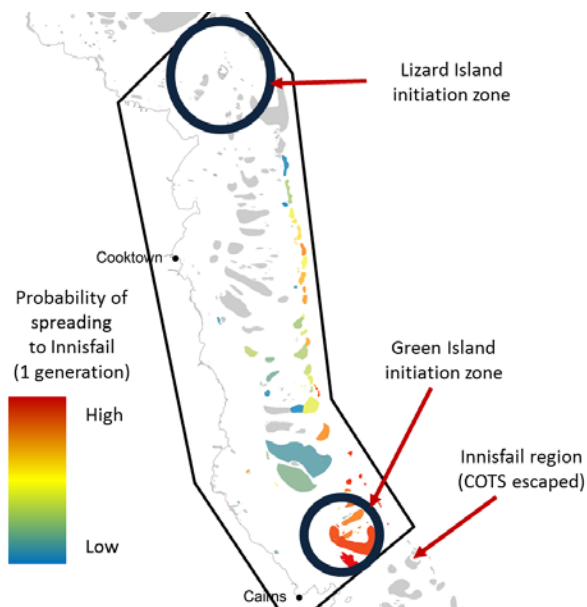 Lizard Island
initiation zone
Cooktown
Probability of
spreading
to Innisfail
(1 generation)
High
Low
Green Island
initiation zone
Innisfail region
(COTS escaped)
Cairns